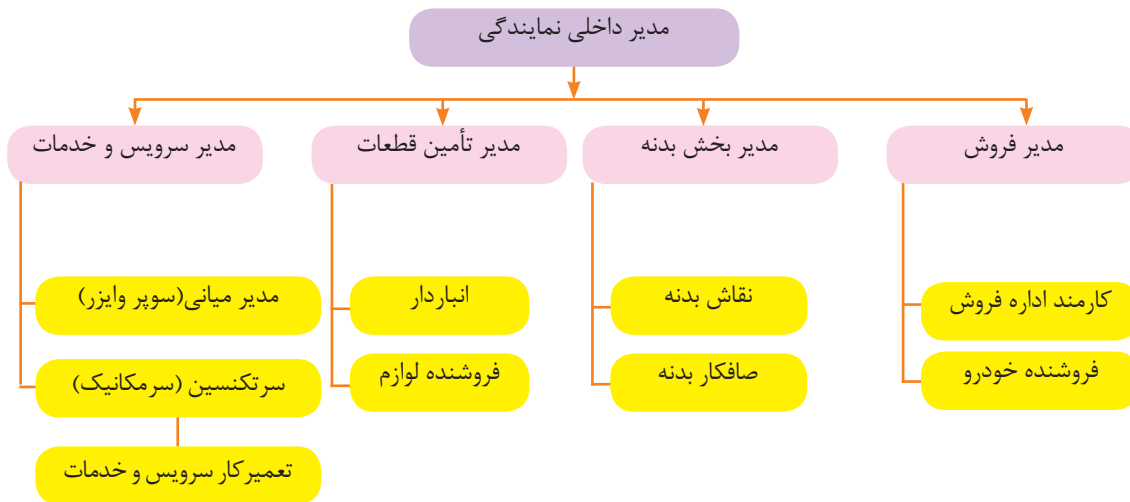 مدیر داخلی نمایندگی
مدیر فروش
مدیر بخش بدنه
مدیر تأمین قطعات
مدیر سرویس و خدمات
کارمند اداره فروش
فروشنده خودرو
نقاش بدنه
صافکار بدنه
انباردار
فروشنده لوازم
مدیر میانی(سوپر وایزر)
سرتکنسین (سرمکانیک)
تعمیرکار سرویس و خدمات